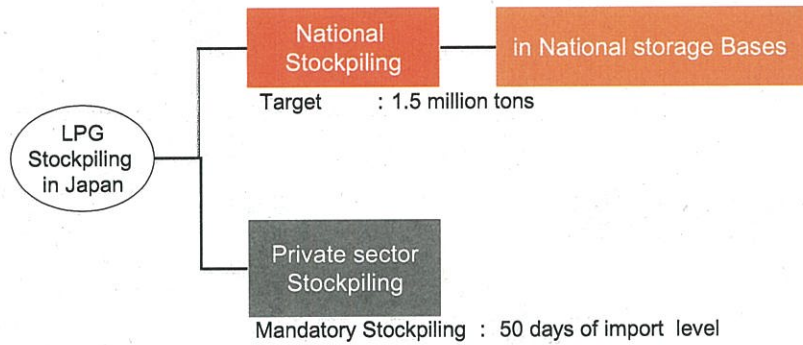 National
Stockpiling
in National storage Bases
Target : 1.5 million tons
LPG
Stockpiling
in Japan
Private sector
Stockpiling
Mandatory Stockpiling : 50 days of import level